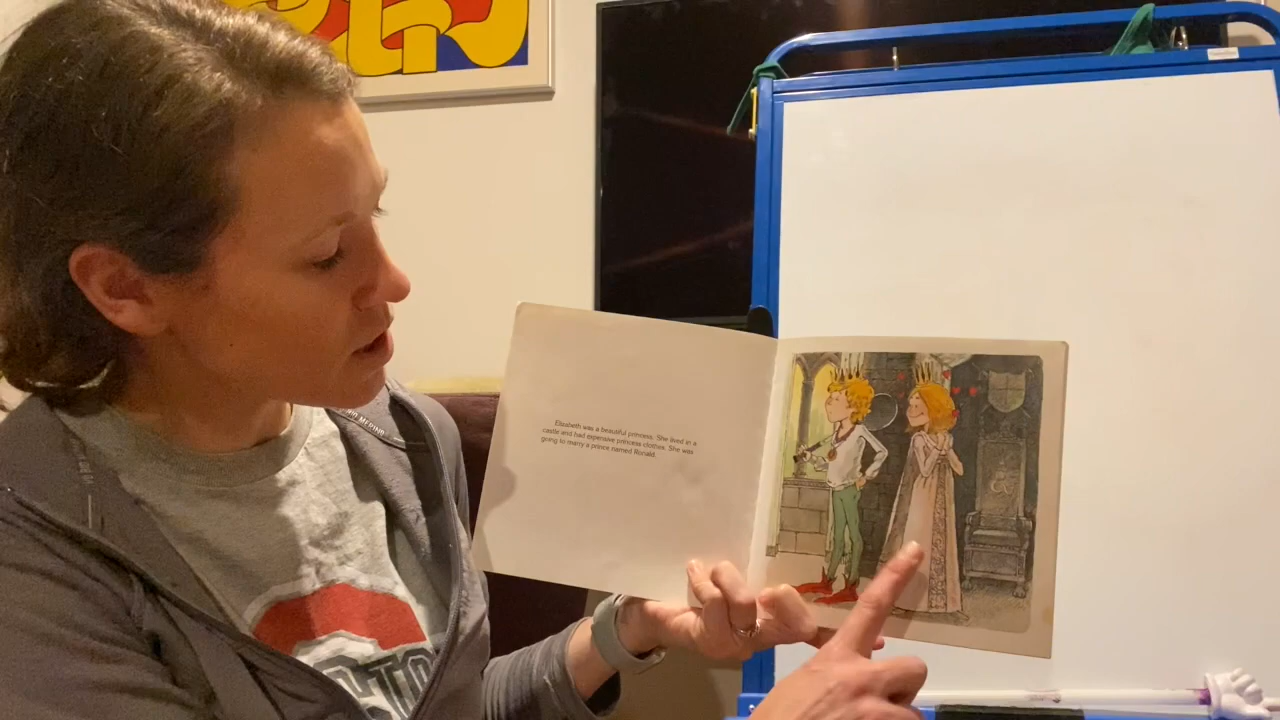 Elizabeth was a beautiful princess. She lived in a
castle and had expensive princess clothes. She was
going to marry a prince named Ronald.